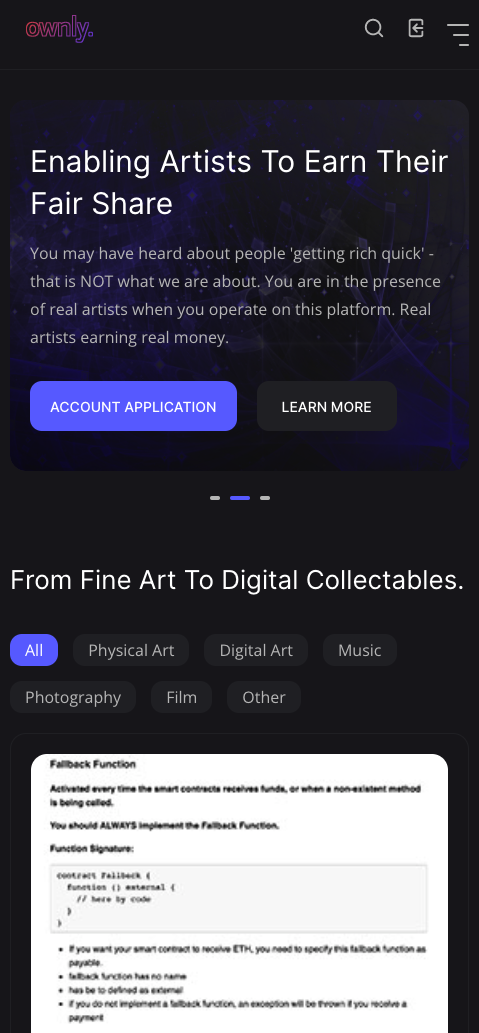 ownly.
Enabling Artists To Earn Their
Fair Share
You may have heard about people 'getting rich quick' -
that is NOT what we are about. You are in the presence
of real artists when you operate on this platform. Real
artists earning real money.
ACCOUNT APPLICATION
LEARN MORE
From Fine Art To Digital Collectables.
All
Physical Art
Digital Art
Music
Photography
Film
Other
Fallback Function
Activated every time the smart contracts receives funds, or when a non-existent method
is being called.
You should ALWAYS implement the Fallback Function.
Function Signature:
contract Fallback {
function () external {
// here by code
}
}
• If you want your smart contract to receive ETH, you need to specify this fallback function as
payable.
• fallback function has no name
• has be to defined as external
• if you do not implement a fallback function, an exception will be thrown if you receive a
payment